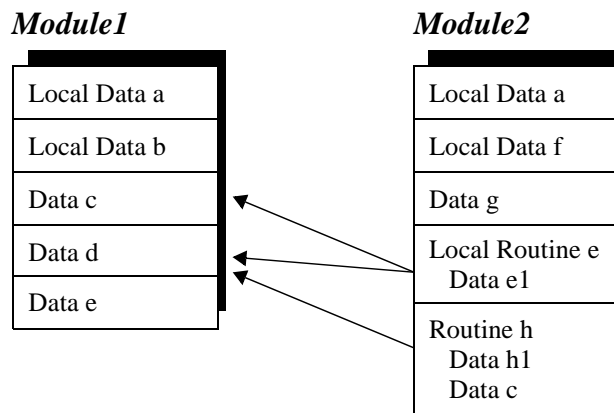 Module1
Local Data a
Local Data b
Data c
Data d
Data e
Module2
Local Data a
Local Data f
Data g
Local Routine e
Data e1
Routine h
Data h1
Data c